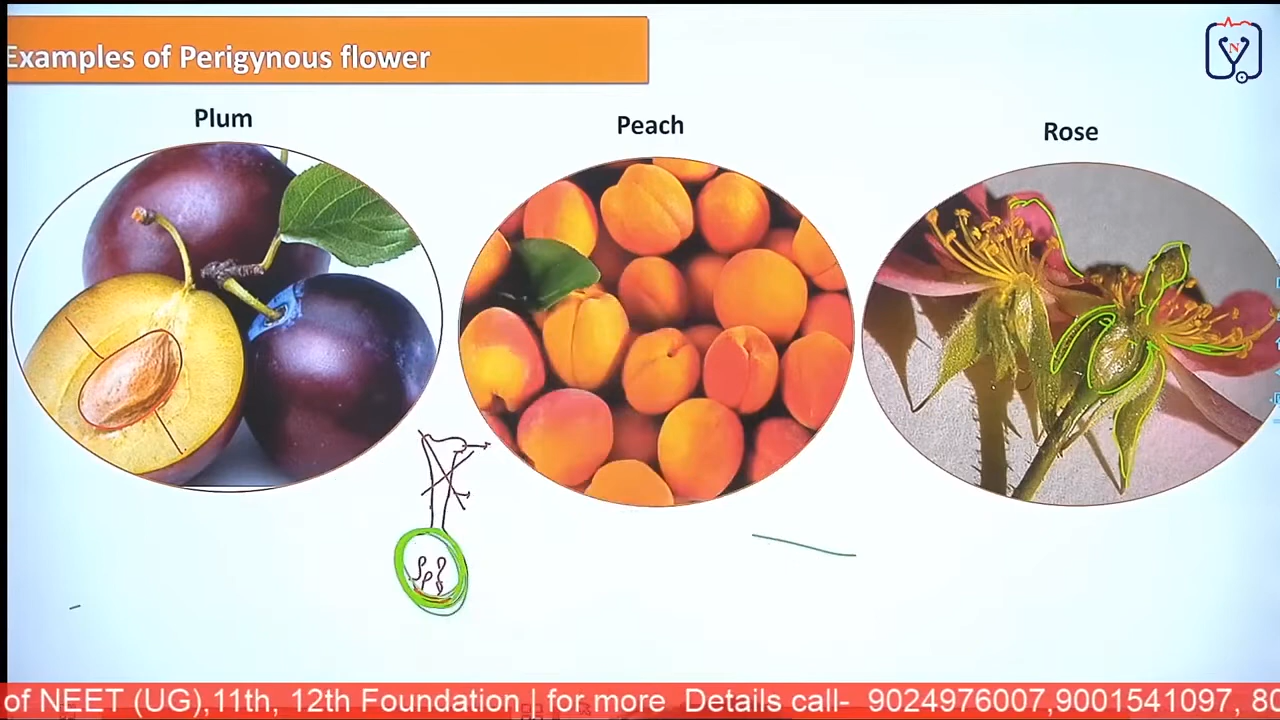 Examples of Perigynous flower
N
Plum
Peach
Rose
of NEET (UG),11th, 12th Foundation | for more Details call- 9024976007,9001541097, 80